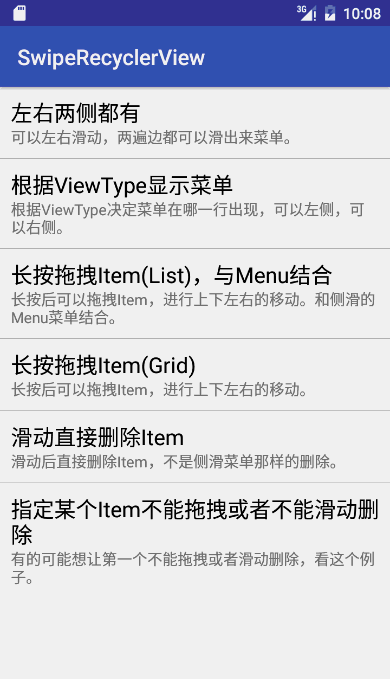 3G 10:08
SwipeRecyclerView
左右两侧都有
可以左右滑动，两遍边都可以滑出来菜单。
根据ViewType显示菜单
根据ViewType决定菜单在哪一行出现，可以左侧，可
以右侧。
长按拖拽Item(List)，与Menu结合
长按后可以拖拽Item，进行上下左右的移动。和侧滑的
Menu菜单结合。
长按拖拽Item(Grid)
长按后可以拖拽Item，进行上下左右的移动。
滑动直接删除Item
滑动后直接删除Item，不是侧滑菜单那样的删除。
指定某个Item不能拖拽或者不能滑动删
除
有的可能想让第一个不能拖拽或者滑动删除，看这个例
子。